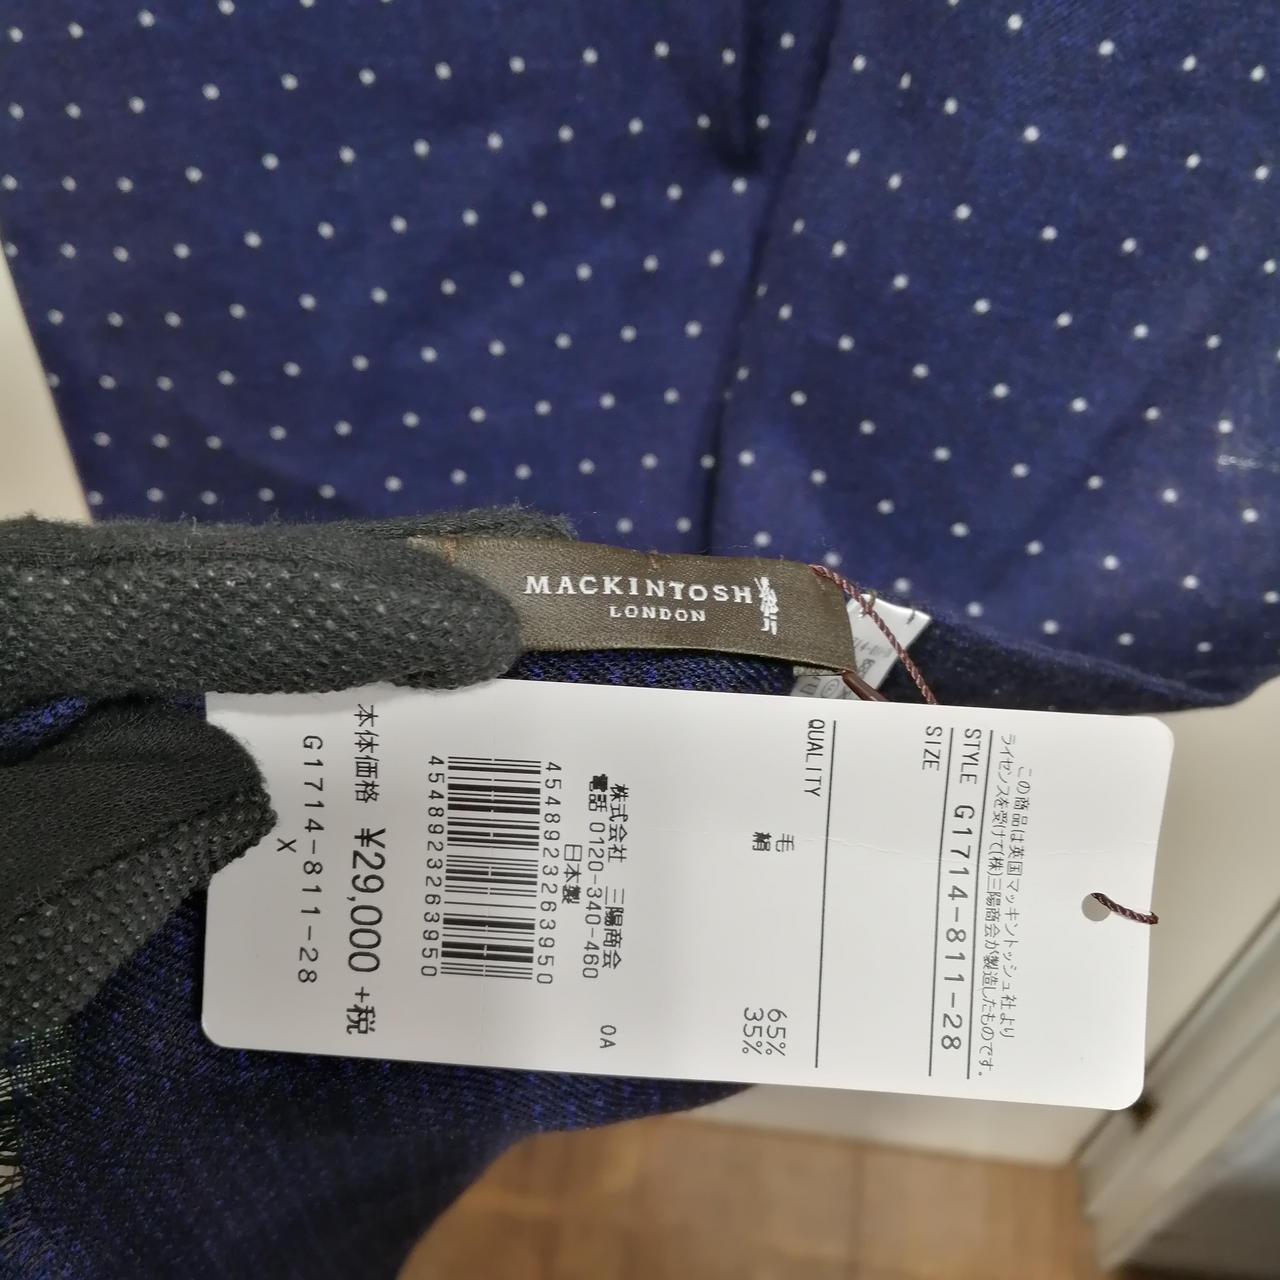 MACKINTOSH
LONDON
この商品は英国マッキントッシュ社より
ライセンスを受けて(株)三陽商会が製造したものです。
STYLE G1714-811-28
SIZE
QUALITY
毛 65%
絹 35%
0A
株式会社 三陽商会
電話 0120-340-460
日本製
4548923263950
4548923263950
本体価格 ¥29,000 +税
G1714-811-28
X